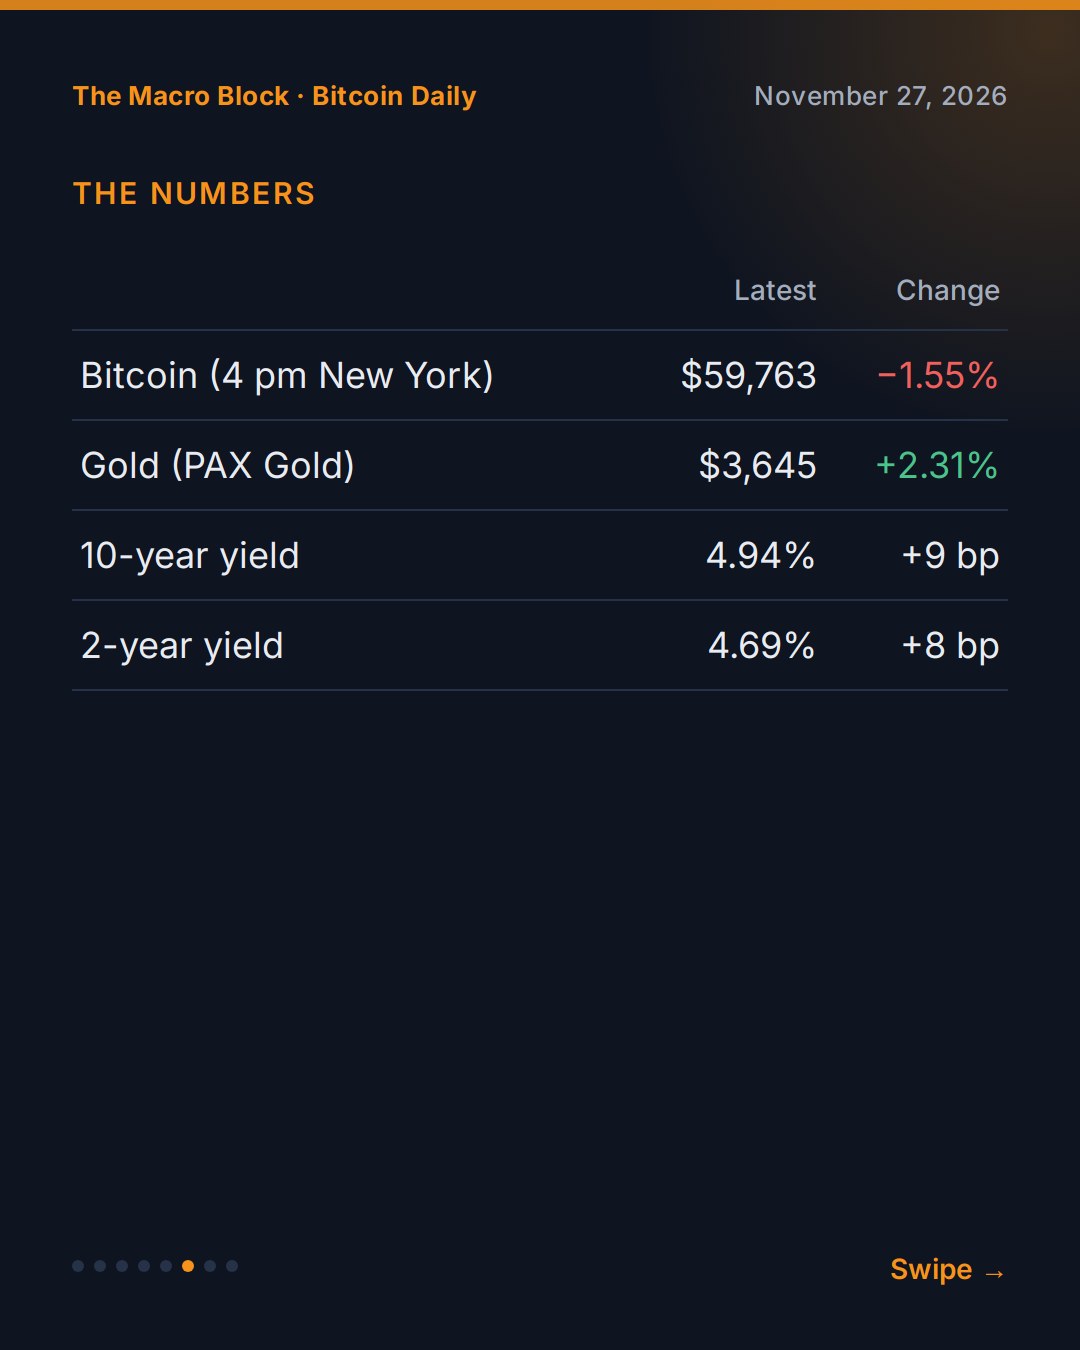 The Macro Block · Bitcoin Daily November 27, 2026
THE NUMBERS
Latest Change
Bitcoin (4 pm New York) $59,763 −1.55%
Gold (PAX Gold) $3,645 +2.31%
10-year yield 4.94% +9 bp
2-year yield 4.69% +8 bp
Swipe →